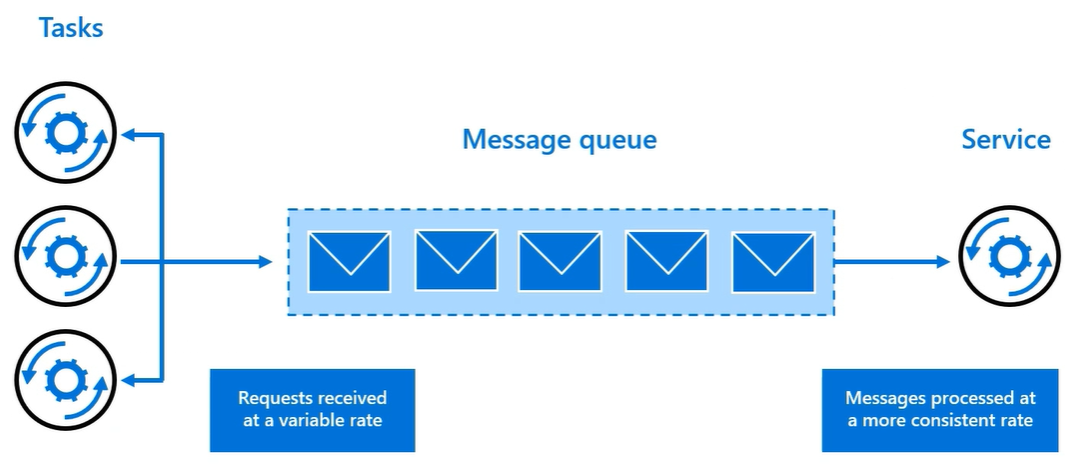 Tasks
Message queue
Service
Requests received
at a variable rate
Messages processed at
a more consistent rate